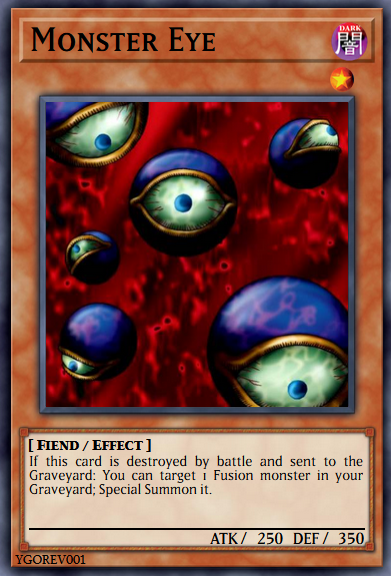 MONSTER EYE
DARK
闇
[ FIEND / EFFECT ]
If this card is destroyed by battle and sent to the
Graveyard: You can target 1 Fusion monster in your
Graveyard; Special Summon it.
ATK / 250 DEF / 350
YGOREV001